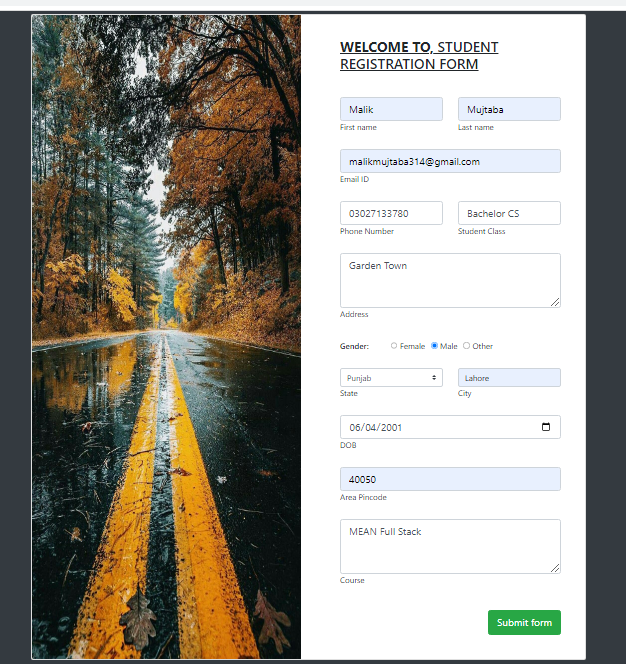 WELCOME TO, STUDENT
REGISTRATION FORM
Malik Mujtaba
First name Last name
malikmujtaba314@gmail.com
Email ID
03027133780 Bachelor CS
Phone Number Student Class
Garden Town
Address
Gender: Female Male Other
Punjab Lahore
State City
06/04/2001
DOB
40050
Area Pincode
MEAN Full Stack
Course
Submit form